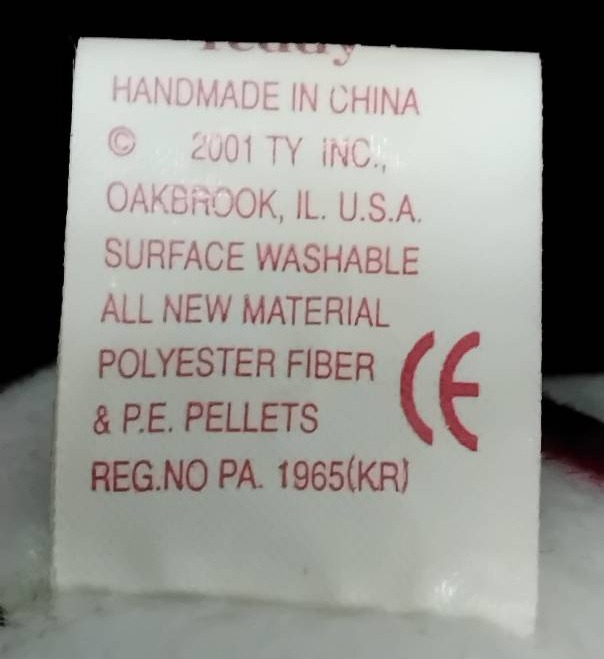 Teddy
HANDMADE IN CHINA
© 2001 TY INC.,
OAKBROOK, IL. U.S.A.
SURFACE WASHABLE
ALL NEW MATERIAL
POLYESTER FIBER
& P.E. PELLETS
REG.NO PA. 1965(KR)
CE